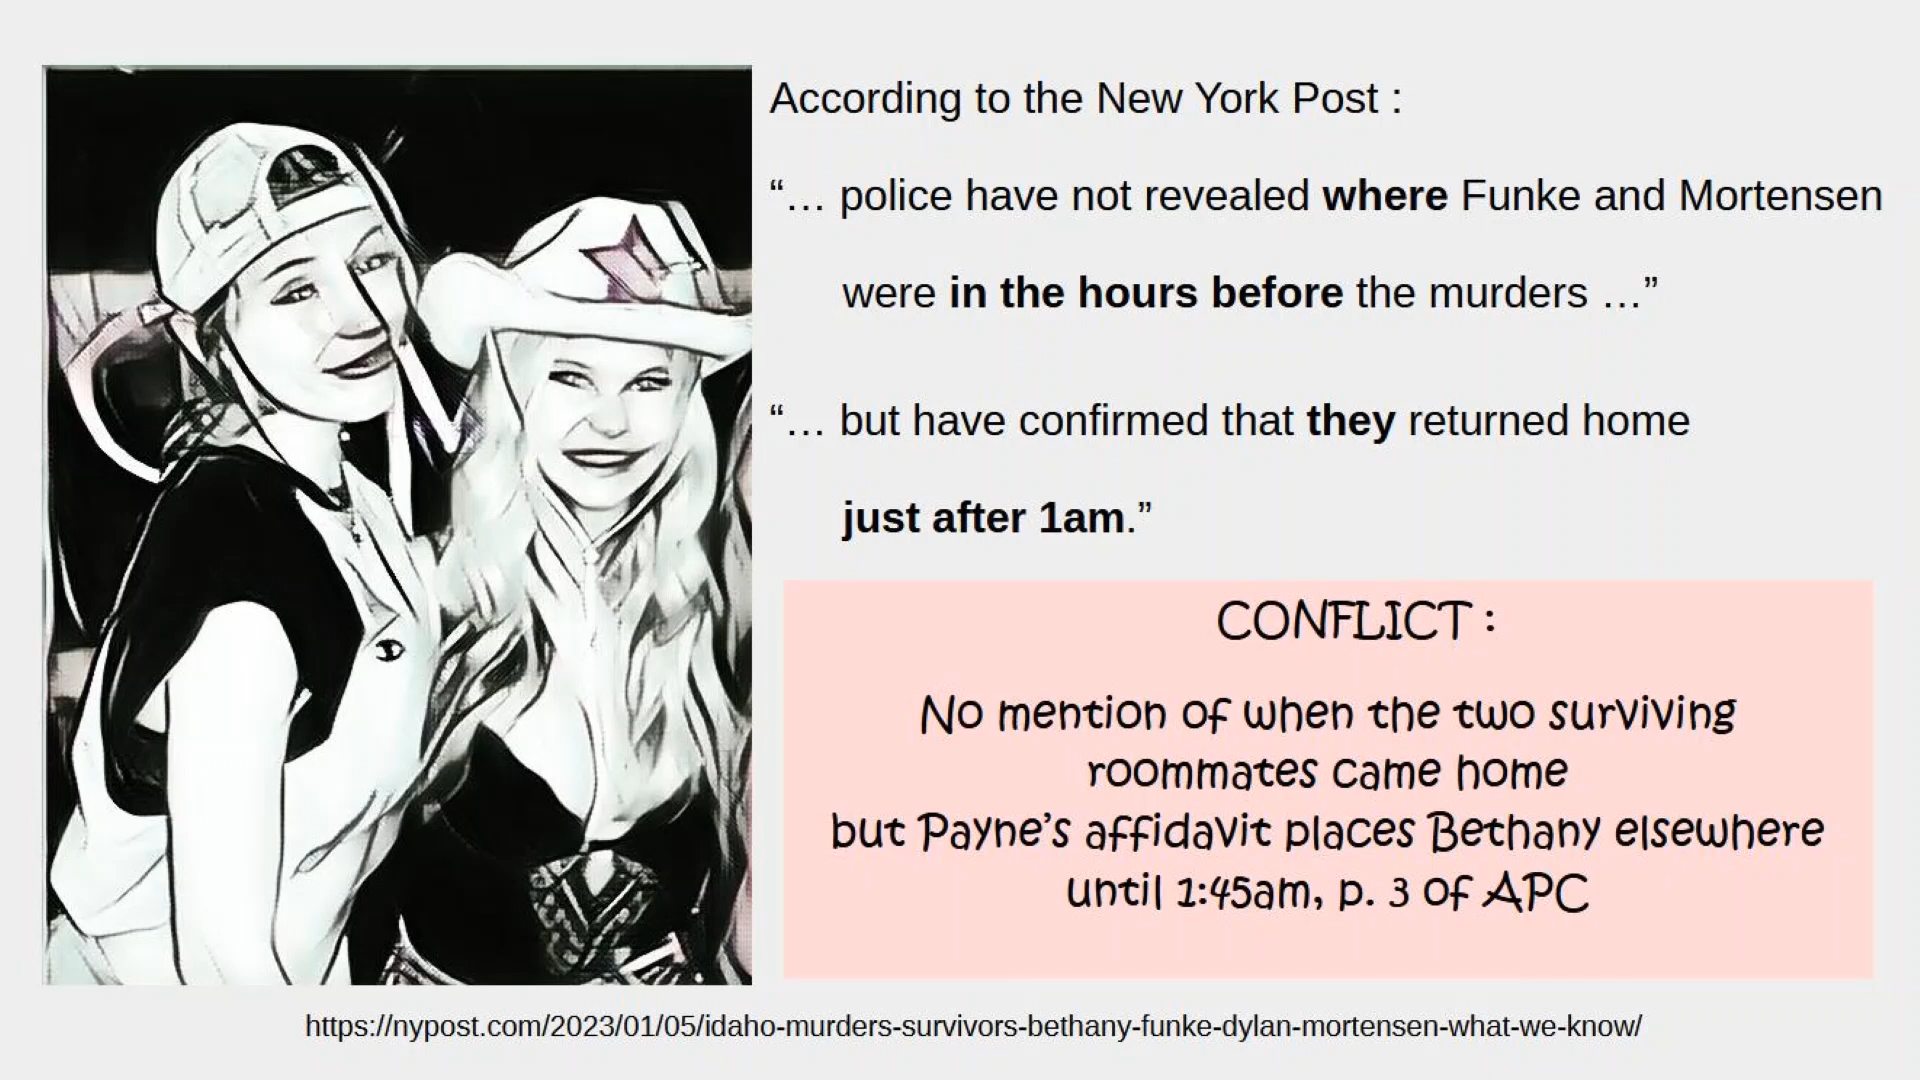 According to the New York Post :
“… police have not revealed where Funke and Mortensen
were in the hours before the murders …”
“… but have confirmed that they returned home
just after 1am.”
CONFLICT :
No mention of when the two surviving
roommates came home
but Payne’s affidavit places Bethany elsewhere
until 1:45am, p. 3 of APC
https://nypost.com/2023/01/05/idaho-murders-survivors-bethany-funke-dylan-mortensen-what-we-know/